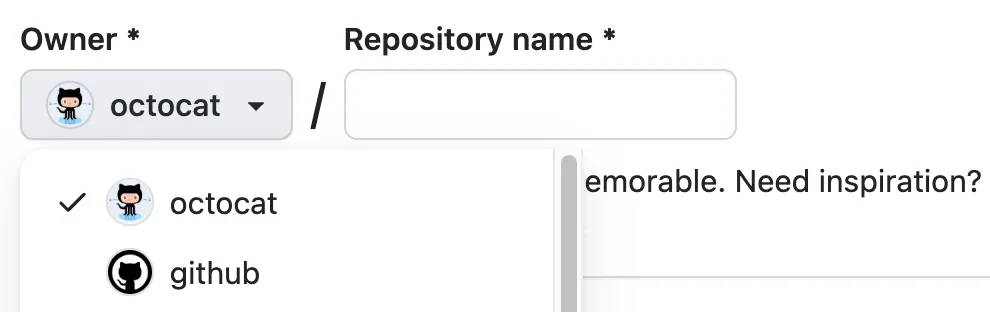 Owner *
Repository name *
octocat
/
emorable. Need inspiration?
octocat
github